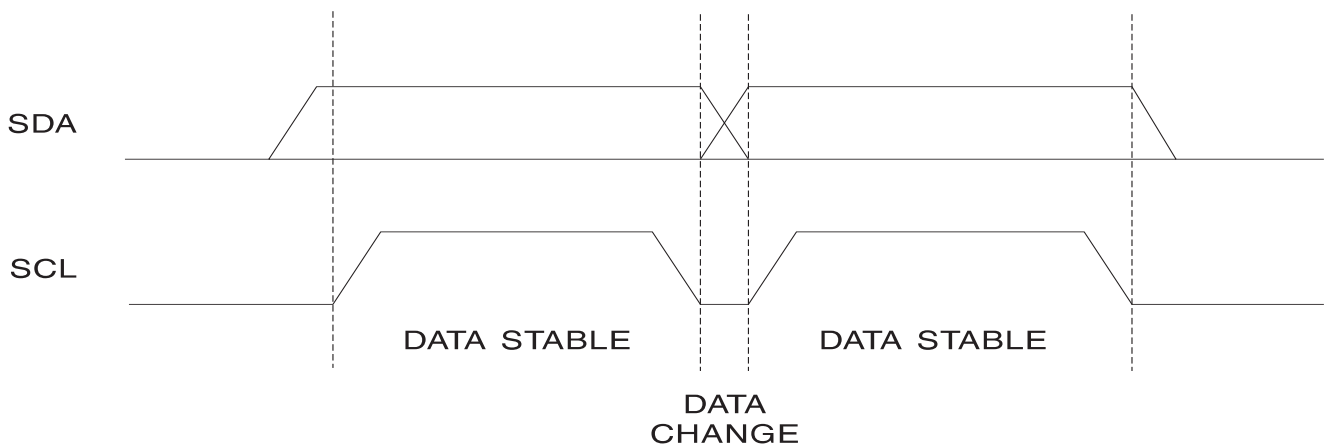 SDA
SCL
DATA STABLE
DATA STABLE
DATA
CHANGE